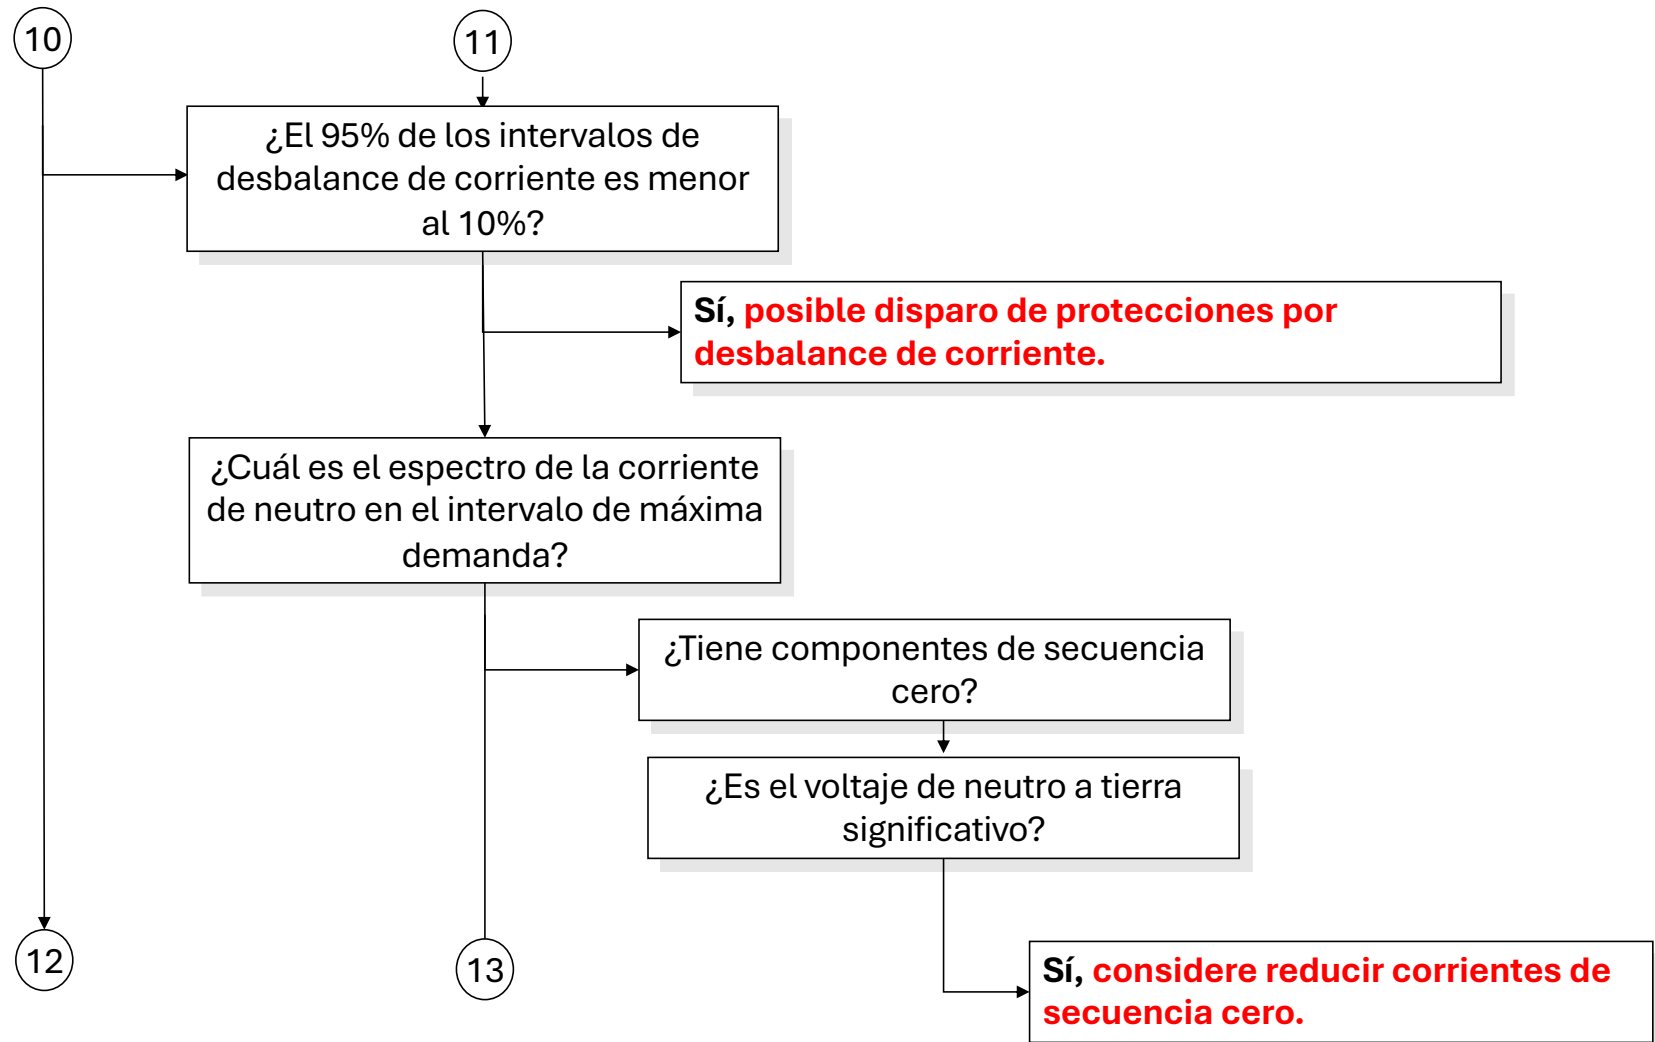 10
11
¿El 95% de los intervalos de
desbalance de corriente es menor
al 10%?
Sí, posible disparo de protecciones por
desbalance de corriente.
¿Cuál es el espectro de la corriente
de neutro en el intervalo de máxima
demanda?
¿Tiene componentes de secuencia
cero?
¿Es el voltaje de neutro a tierra
significativo?
12
13
Sí, considere reducir corrientes de
secuencia cero.